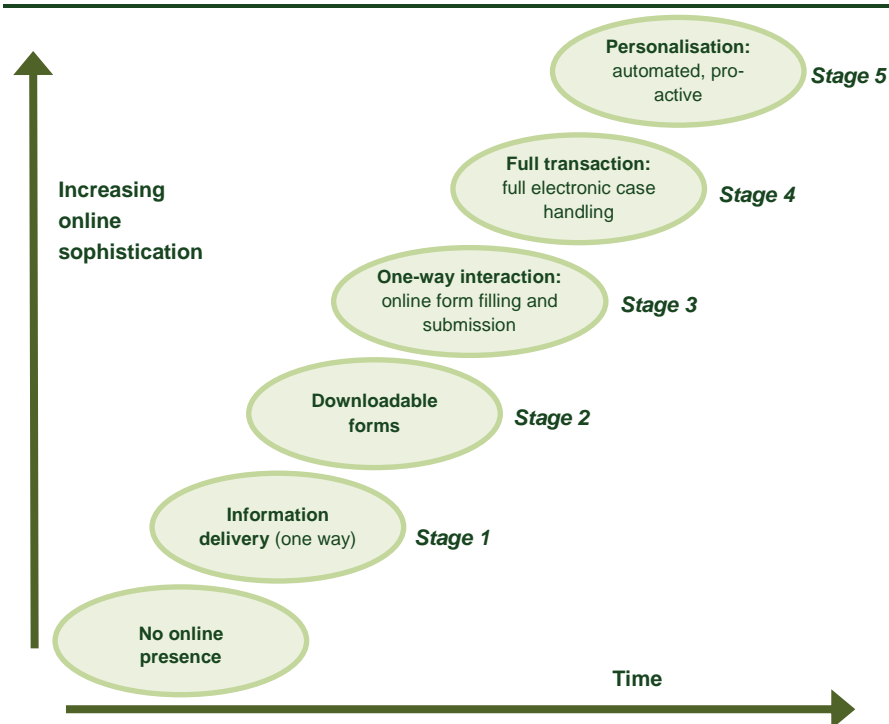 Personalisation:
automated, pro-
active
Stage 5
Full transaction:
full electronic case
handling
Stage 4
Increasing
online
sophistication
One-way interaction:
online form filling and
submission
Stage 3
Downloadable
forms
Stage 2
Information
delivery (one way)
Stage 1
No online
presence
Time